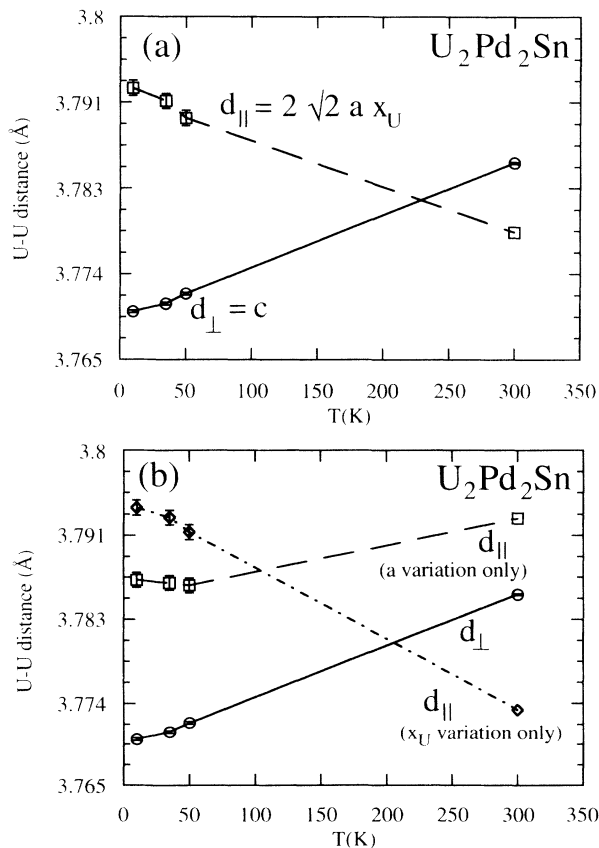 3.8
(a)
U₂Pd₂Sn
3.791
d∥ = 2 √2 a x_U
3.783
U-U distance (Å)
3.774
d⊥ = c
3.765
0 50 100 150 200 250 300 350
T(K)
3.8
(b)
U₂Pd₂Sn
3.791
d∥
(a variation only)
3.783
d⊥
U-U distance (Å)
3.774
d∥
(x_U variation only)
3.765
0 50 100 150 200 250 300 350
T(K)